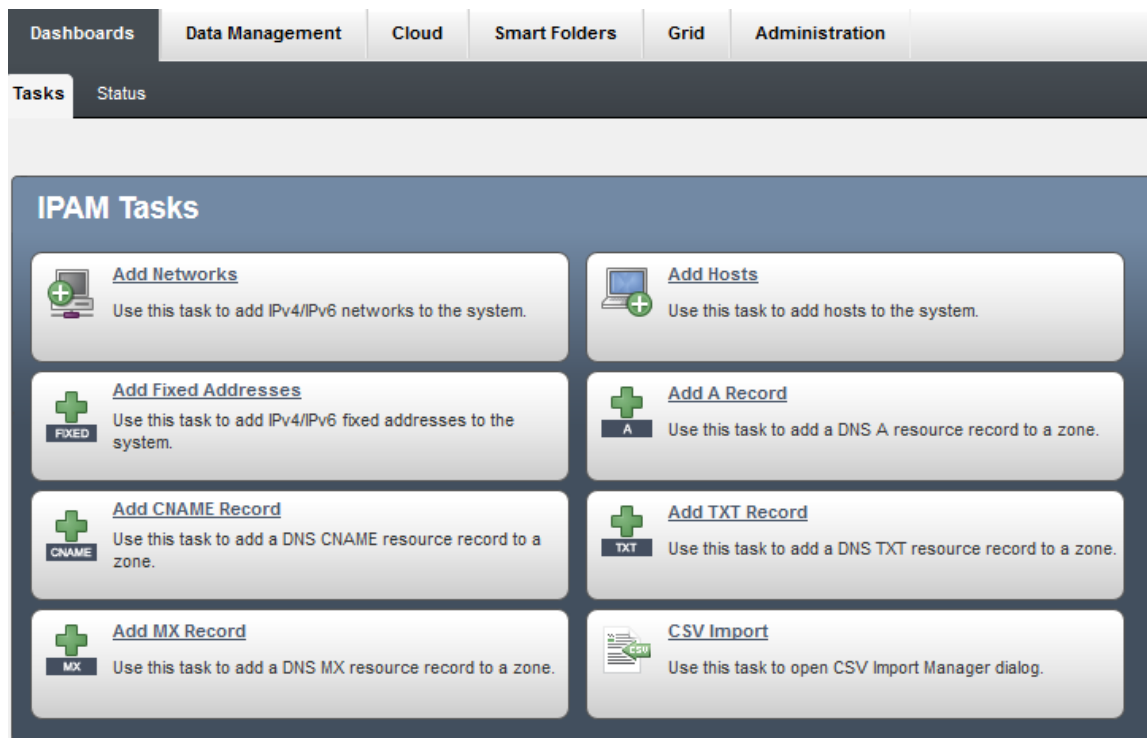 Dashboards Data Management Cloud Smart Folders Grid Administration
Tasks Status
IPAM Tasks
Add Networks
Use this task to add IPv4/IPv6 networks to the system.
Add Hosts
Use this task to add hosts to the system.
FIXED
Add Fixed Addresses
Use this task to add IPv4/IPv6 fixed addresses to the
system.
A
Add A Record
Use this task to add a DNS A resource record to a zone.
CNAME
Add CNAME Record
Use this task to add a DNS CNAME resource record to a
zone.
TXT
Add TXT Record
Use this task to add a DNS TXT resource record to a zone.
MX
Add MX Record
Use this task to add a DNS MX resource record to a zone.
CSV
CSV Import
Use this task to open CSV Import Manager dialog.